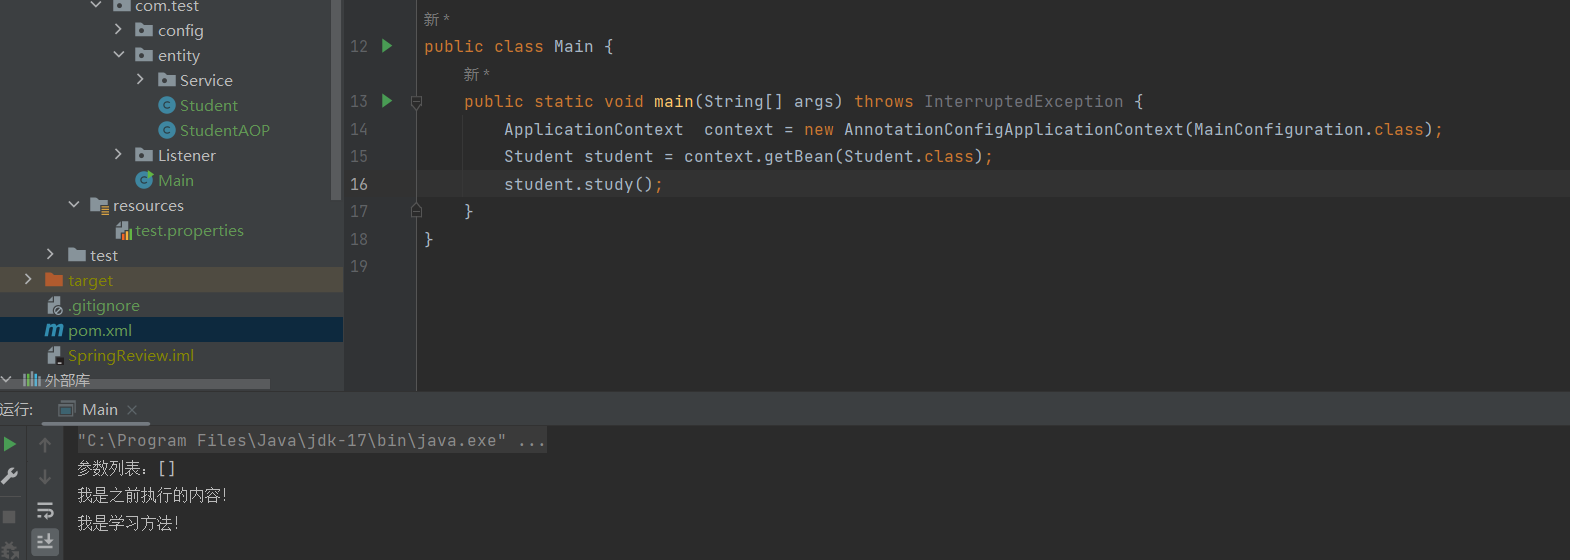 com.test
config
entity
Service
Student
StudentAOP
Listener
Main
resources
test.properties
test
target
.gitignore
pom.xml
SpringReview.iml
外部库
新 *
12 public class Main {
新 *
13 public static void main(String[] args) throws InterruptedException {
14 ApplicationContext  context = new AnnotationConfigApplicationContext(MainConfiguration.class);
15 Student student = context.getBean(Student.class);
16 student.study();
17 }
18 }
19
运行: Main
"C:\Program Files\Java\jdk-17\bin\java.exe" ...
参数列表：[]
我是之前执行的内容！
我是学习方法！